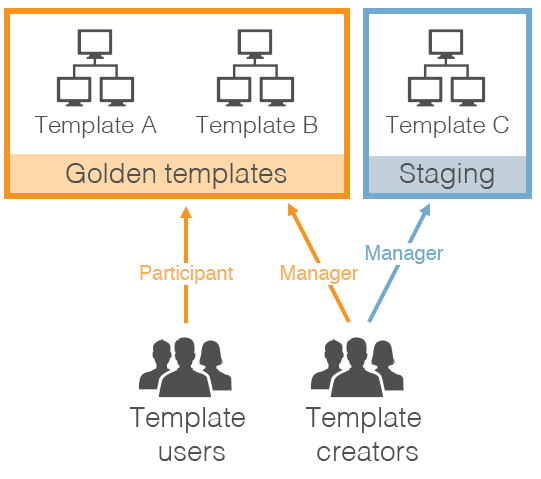 Template A
Template B
Template C
Golden templates
Staging
Participant
Manager
Manager
Template
users
Template
creators